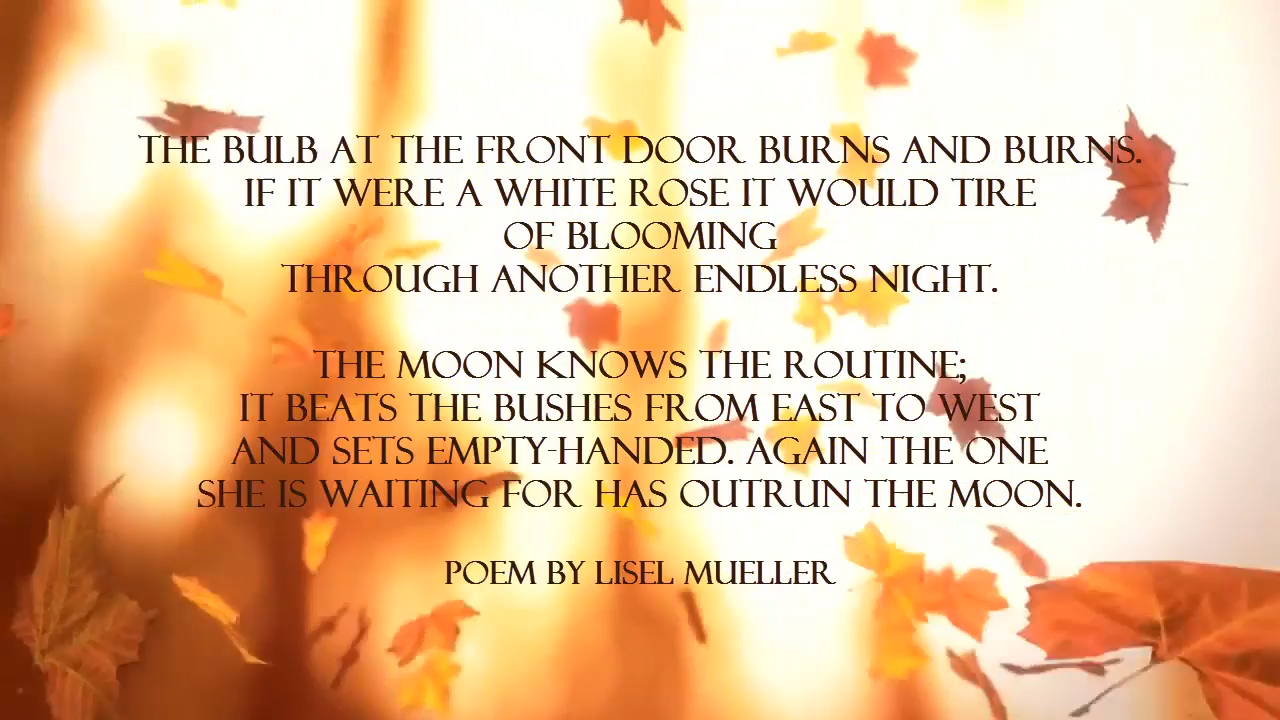 THE BULB AT THE FRONT DOOR BURNS AND BURNS.
IF IT WERE A WHITE ROSE IT WOULD TIRE
OF BLOOMING
THROUGH ANOTHER ENDLESS NIGHT.
THE MOON KNOWS THE ROUTINE;
IT BEATS THE BUSHES FROM EAST TO WEST
AND SETS EMPTY-HANDED. AGAIN THE ONE
SHE IS WAITING FOR HAS OUTRUN THE MOON.
POEM BY LISEL MUELLER